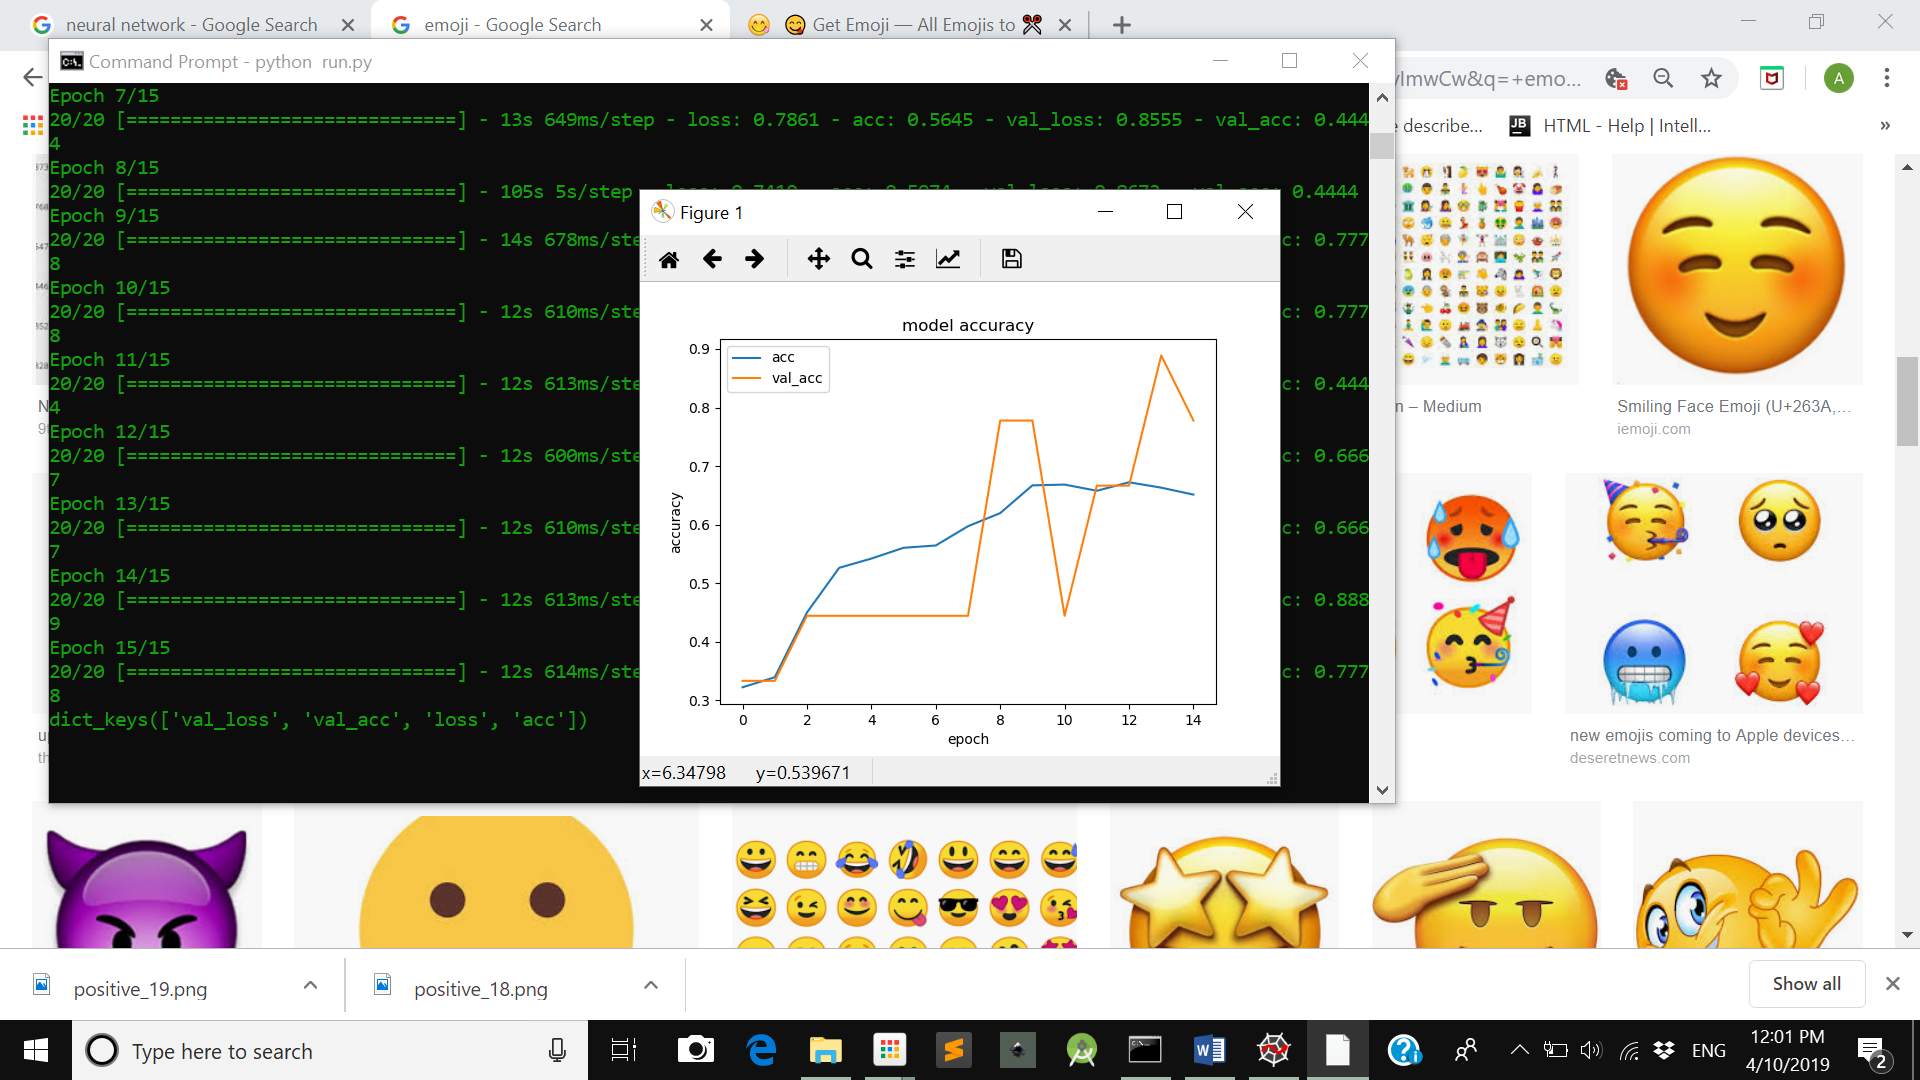 neural network - Google Search
emoji - Google Search
Get Emoji — All Emojis to
Command Prompt - python run.py
ImwCw&q=+emo...
A
describe...
HTML - Help | Intell...
»
Epoch 7/15
20/20 [==============================] - 13s 649ms/step - loss: 0.7861 - acc: 0.5645 - val_loss: 0.8555 - val_acc: 0.444
4
Epoch 8/15
20/20 [==============================] - 105s 5s/step 0.4444
Epoch 9/15
20/20 [==============================] - 14s 678ms/ste c: 0.777
8
Epoch 10/15
20/20 [==============================] - 12s 610ms/ste c: 0.777
8
Epoch 11/15
20/20 [==============================] - 12s 613ms/ste c: 0.444
4
Epoch 12/15
20/20 [==============================] - 12s 600ms/ste c: 0.666
7
Epoch 13/15
20/20 [==============================] - 12s 610ms/ste c: 0.666
7
Epoch 14/15
20/20 [==============================] - 12s 613ms/ste c: 0.888
9
Epoch 15/15
20/20 [==============================] - 12s 614ms/ste c: 0.777
8
dict_keys(['val_loss', 'val_acc', 'loss', 'acc'])
Figure 1
model accuracy
acc
val_acc
0.9
0.8
0.7
0.6
0.5
0.4
0.3
accuracy
0 2 4 6 8 10 12 14
epoch
x=6.34798 y=0.539671
n – Medium
Smiling Face Emoji (U+263A,...
iemoji.com
new emojis coming to Apple devices...
deseretnews.com
positive_19.png
positive_18.png
Show all
Type here to search
ENG
12:01 PM
4/10/2019
2